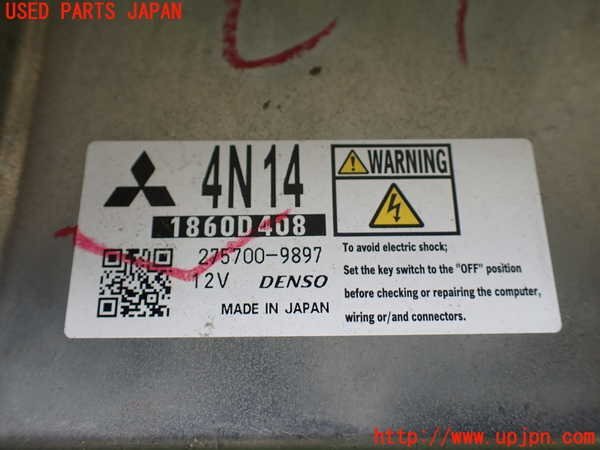 USED PARTS JAPAN
4N14
1860D408
275700-9897
12V DENSO
MADE IN JAPAN
WARNING
To avoid electric shock;
Set the key switch to the "OFF" position
before checking or repairing the computer,
wiring or/and connectors.
http://www.upjpn.com/